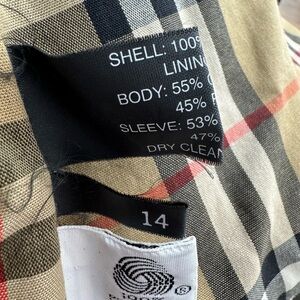 SHELL: 100%
LINING
BODY: 55%
45%
SLEEVE: 53%
47%
DRY CLEAN
14